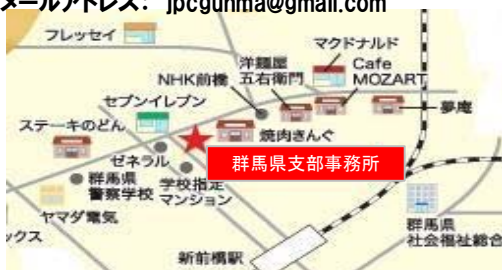 メールアドレス: jpcgunma@gmail.com
フレッセイ
マクドナルド
洋麺屋
五右衛門
Cafe
MOZART
NHK前橋
セブンイレブン
夢庵
ステーキのどん
焼肉きんぐ
ゼネラル
群馬県支部事務所
群馬県
警察学校
学校指定
マンション
ヤマダ電気
ックス
群馬県
社会福祉総合
新前橋駅